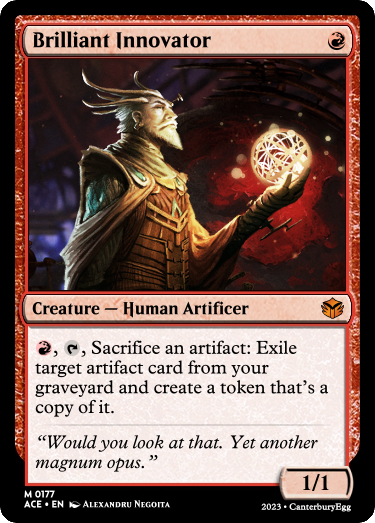 Brilliant Innovator
Creature — Human Artificer
, , Sacrifice an artifact: Exile
target artifact card from your
graveyard and create a token that's a
copy of it.
“Would you look at that. Yet another
magnum opus.”
1/1
M 0177
ACE • EN Alexandru Negoita
2023 • CanterburyEgg